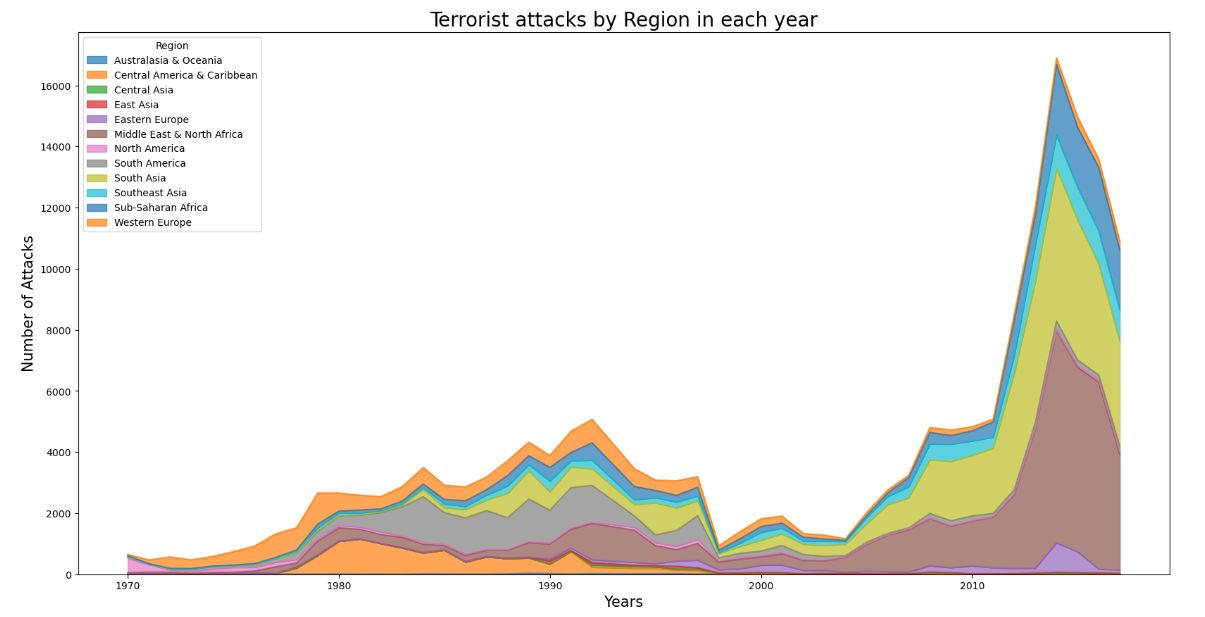 Terrorist attacks by Region in each year
Region
Australasia & Oceania
Central America & Caribbean
Central Asia
East Asia
Eastern Europe
Middle East & North Africa
North America
South America
South Asia
Southeast Asia
Sub-Saharan Africa
Western Europe
Number of Attacks
16000
14000
12000
10000
8000
6000
4000
2000
0
1970 1980 1990 2000 2010
Years